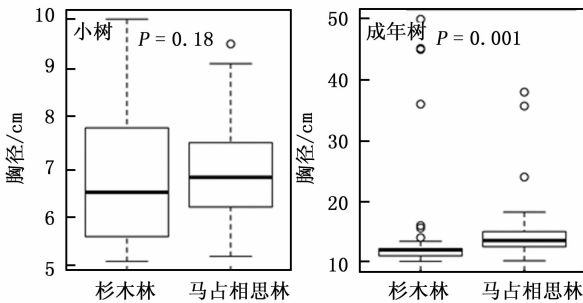 小树
P = 0.18
胸径/cm
10
9
8
7
6
5
杉木林
马占相思林
成年树
P = 0.001
胸径/cm
50
40
30
20
10
杉木林
马占相思林